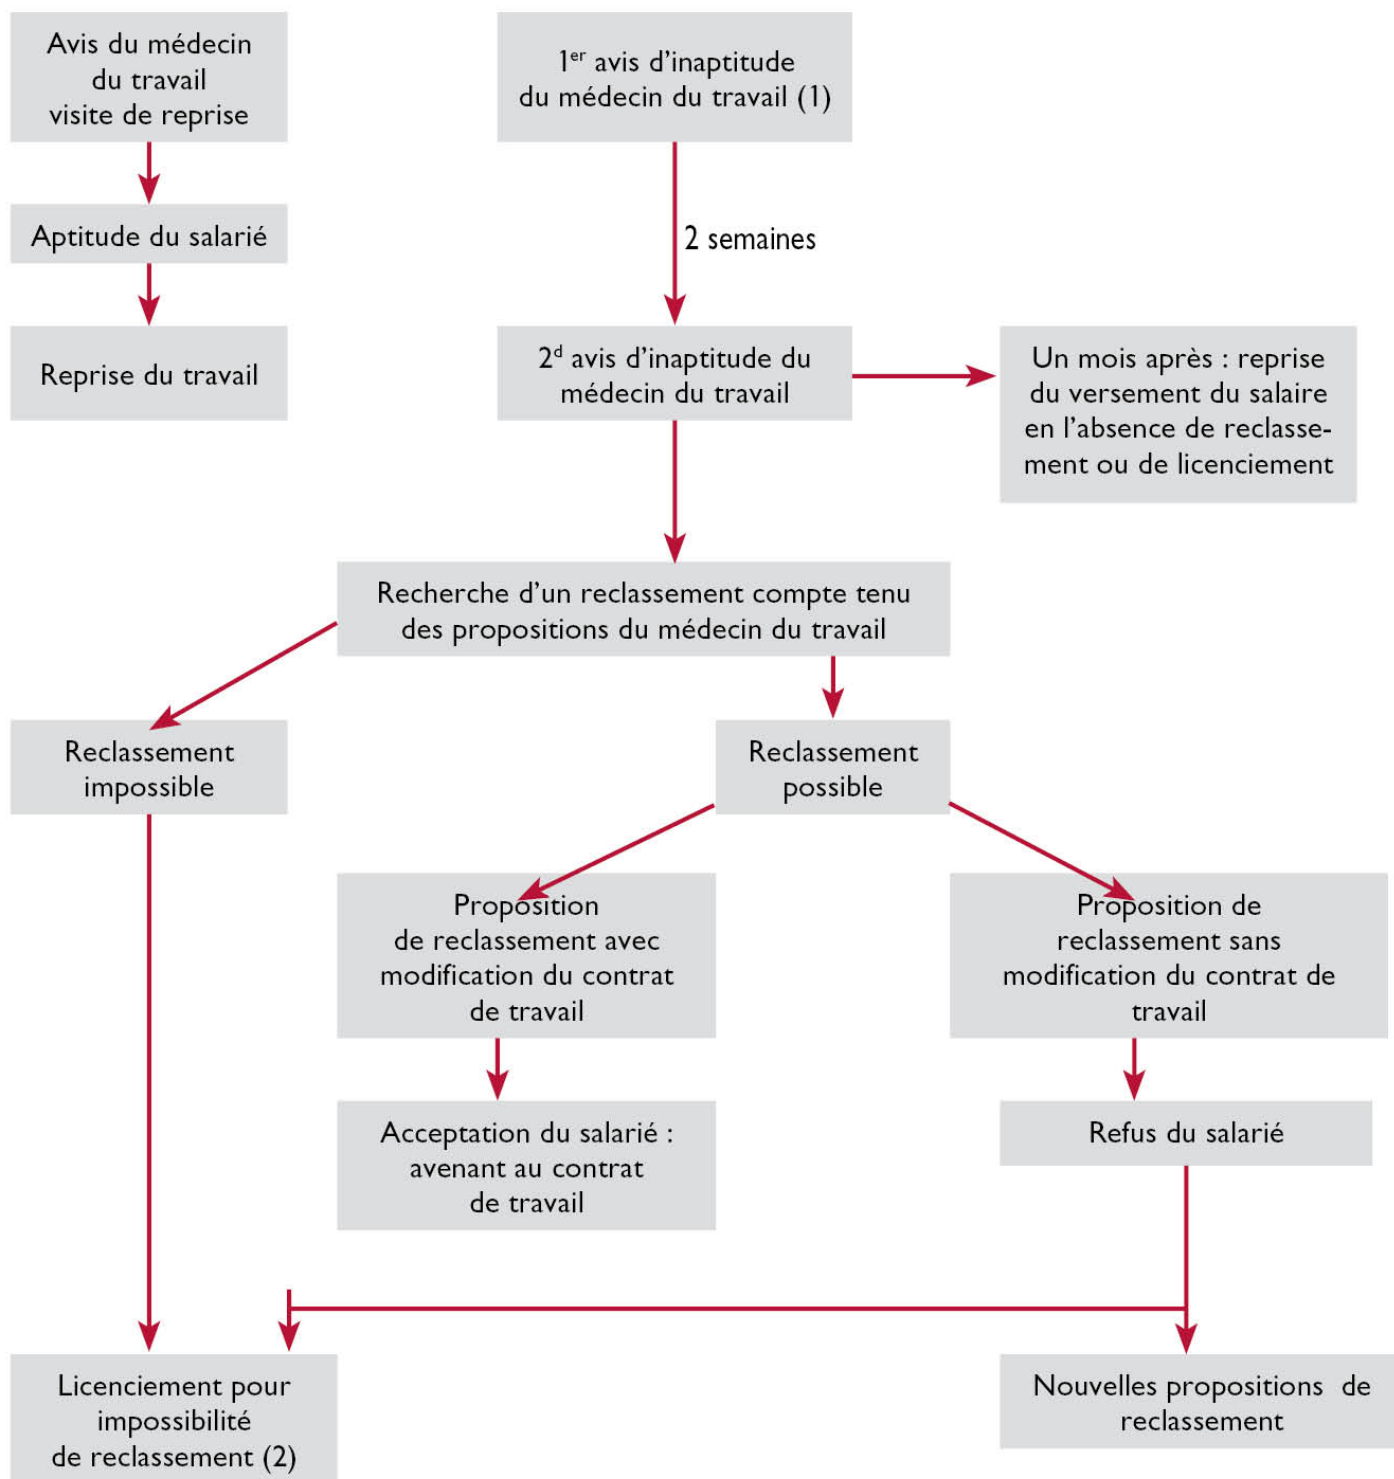 Avis du médecin
du travail
visite de reprise
1er avis d’inaptitude
du médecin du travail (1)
Aptitude du salarié
2 semaines
Reprise du travail
2d avis d’inaptitude du
médecin du travail
Un mois après : reprise
du versement du salaire
en l’absence de reclasse-
ment ou de licenciement
Recherche d’un reclassement compte tenu
des propositions du médecin du travail
Reclassement
impossible
Reclassement
possible
Proposition
de reclassement avec
modification du contrat
de travail
Proposition de
reclassement sans
modification du contrat de
travail
Acceptation du salarié :
avenant au contrat
de travail
Refus du salarié
Licenciement pour
impossibilité
de reclassement (2)
Nouvelles propositions de
reclassement